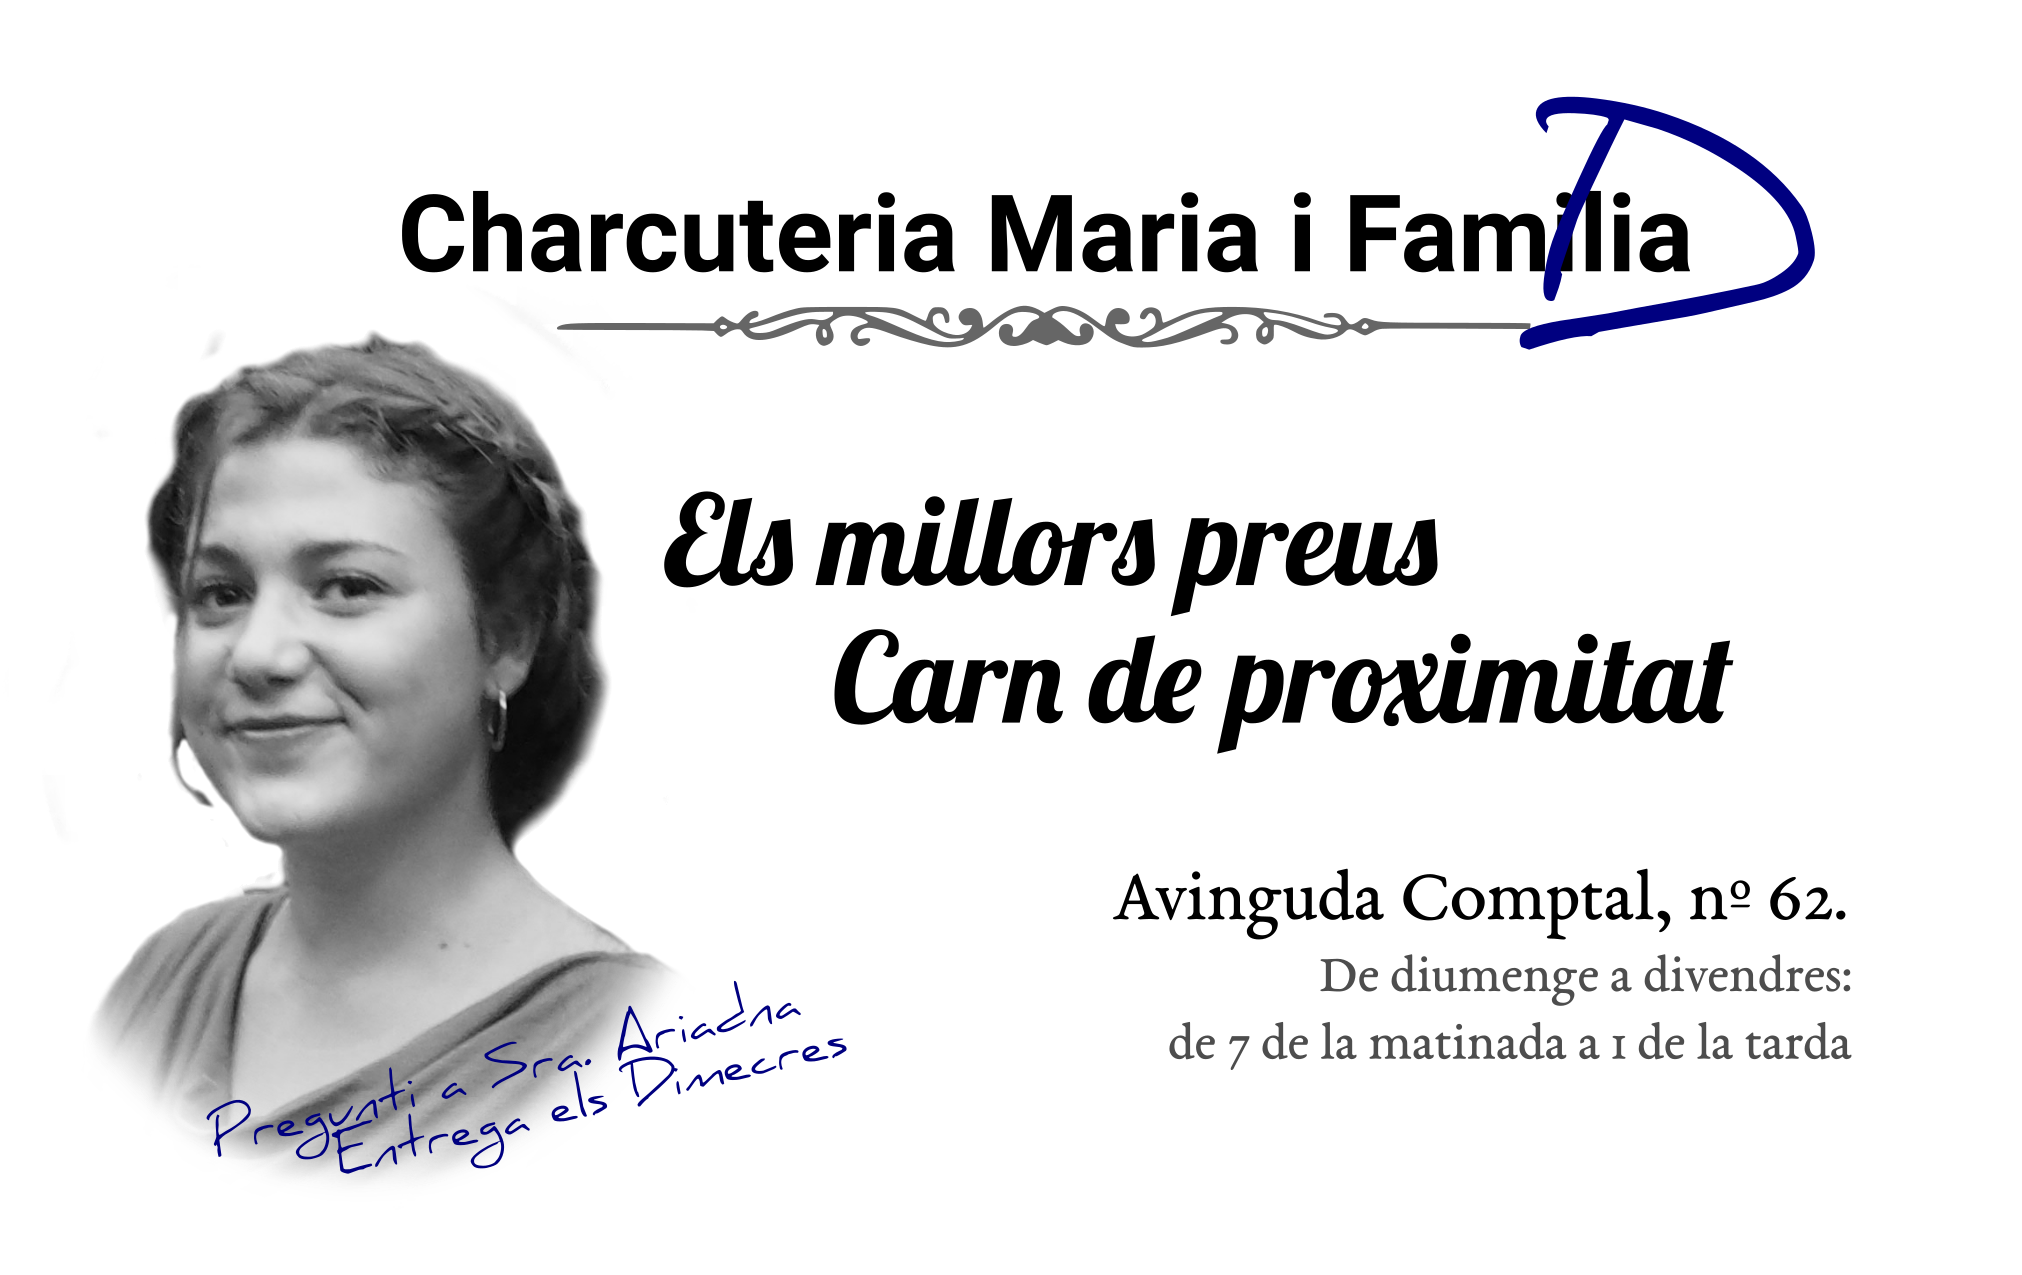 Charcuteria Maria i Família
D
Els millors preus
Carn de proximitat
Avinguda Comptal, nº 62.
De diumenge a divendres:
de 7 de la matinada a 1 de la tarda
Pregunti a Sra. Ariadna
Entrega els Dimecres